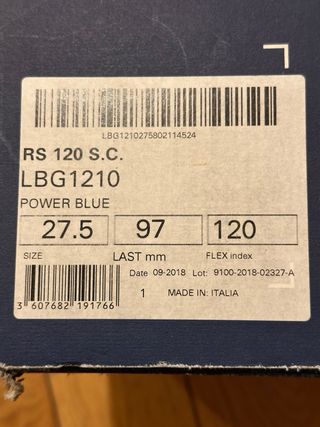 LBG1210275802114524
RS 120 S.C.
LBG1210
POWER BLUE
27.5 97 120
SIZE LAST mm FLEX index
Date 09-2018 Lot: 9100-2018-02327-A
1 MADE IN: ITALIA
3 607682 191766